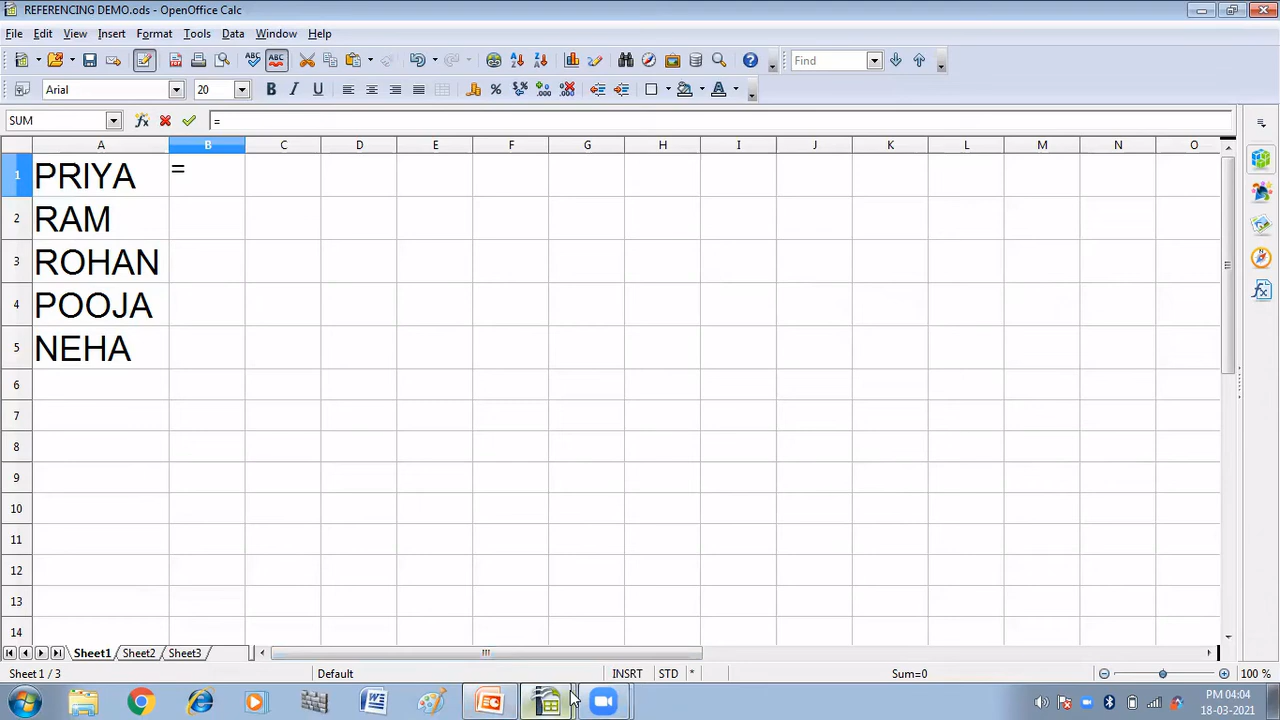 REFERENCING DEMO.ods - OpenOffice Calc
File Edit View Insert Format Tools Data Window Help
Find
Arial 20
SUM =
A B C D E F G H I J K L M N O
1 PRIYA =
2 RAM
3 ROHAN
4 POOJA
5 NEHA
6
7
8
9
10
11
12
13
14
Sheet1 Sheet2 Sheet3
Sheet 1 / 3 Default INSRT STD * Sum=0 100 %
PM 04:04
18-03-2021